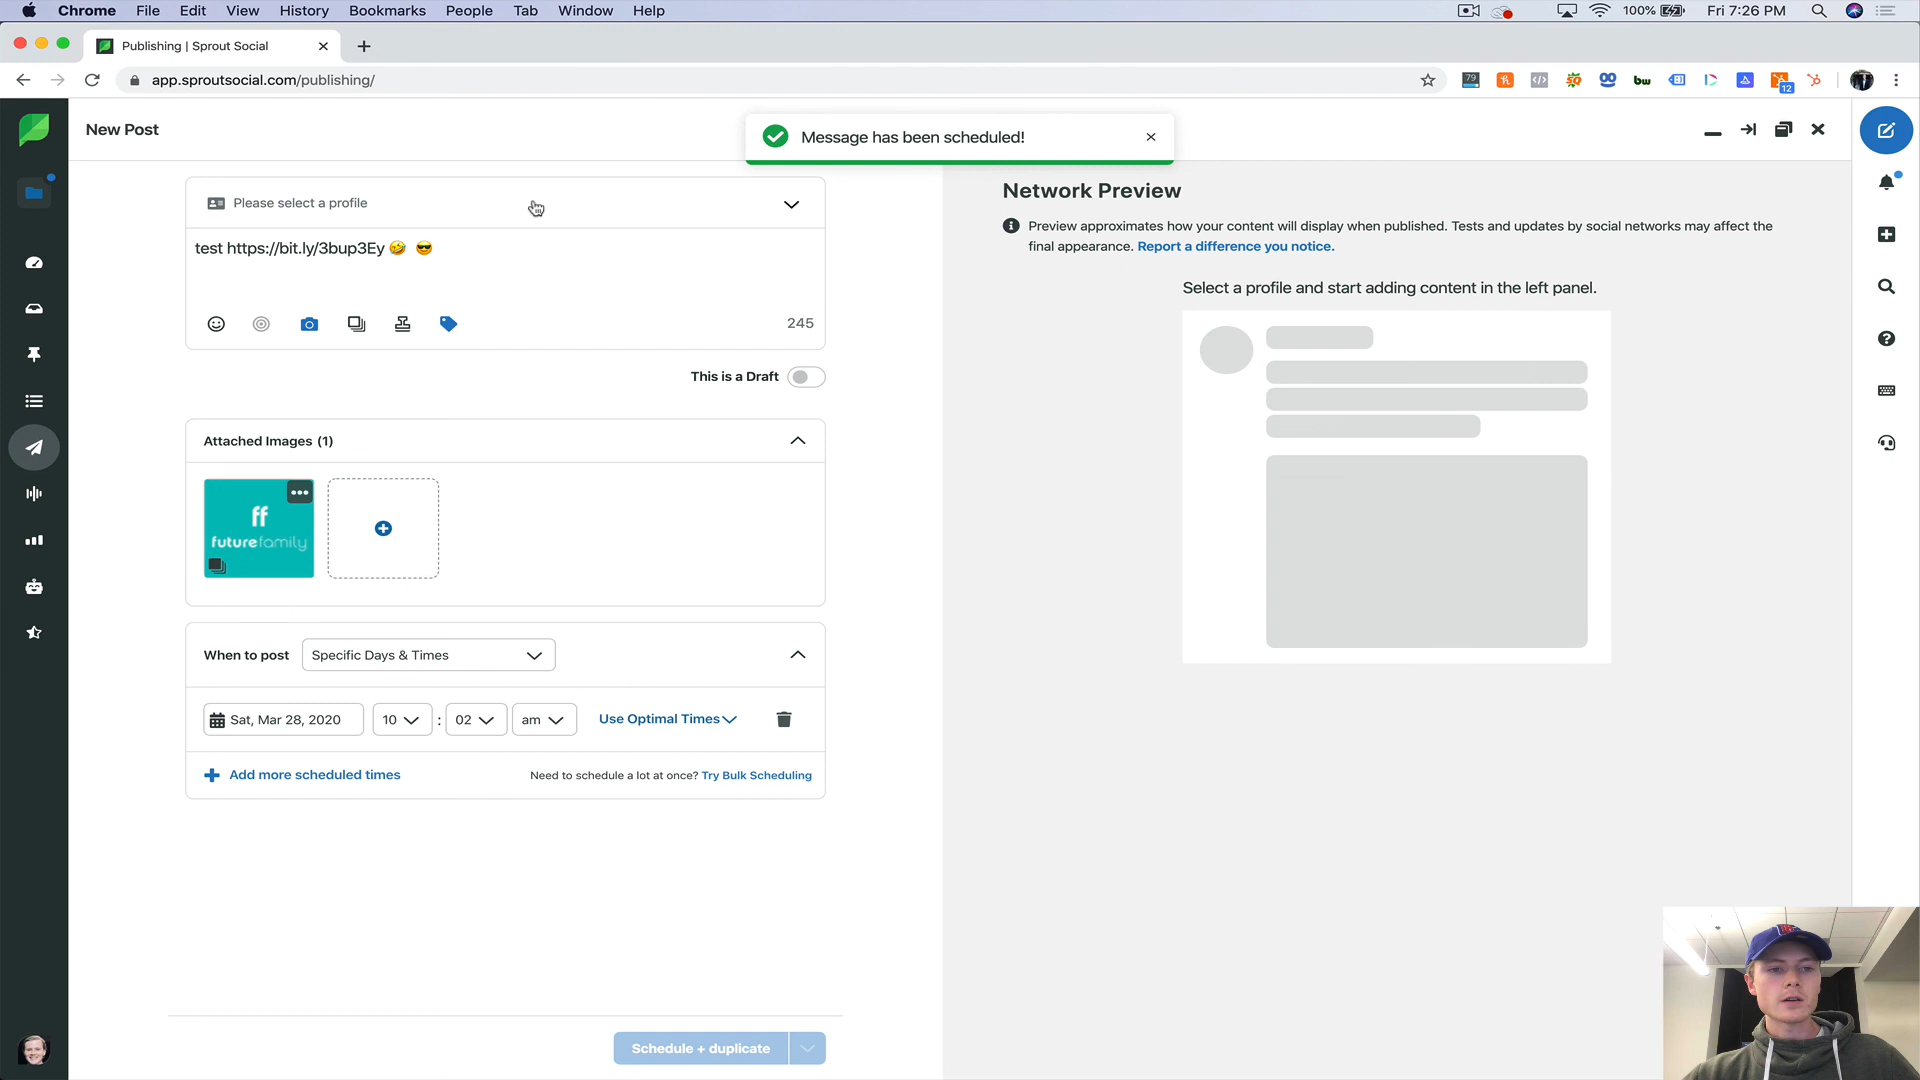 Chrome File Edit View History Bookmarks People Tab Window Help
100% Fri 7:26 PM
Publishing | Sprout Social
app.sproutsocial.com/publishing/
79
12
New Post
Message has been scheduled!
Please select a profile
test https://bit.ly/3bup3Ey 🤣 😎
245
This is a Draft
Attached Images (1)
ff
futurefamily
When to post Specific Days & Times
Sat, Mar 28, 2020 10 : 02 am Use Optimal Times
Add more scheduled times Need to schedule a lot at once? Try Bulk Scheduling
Schedule + duplicate
Network Preview
Preview approximates how your content will display when published. Tests and updates by social networks may affect the
final appearance. Report a difference you notice.
Select a profile and start adding content in the left panel.